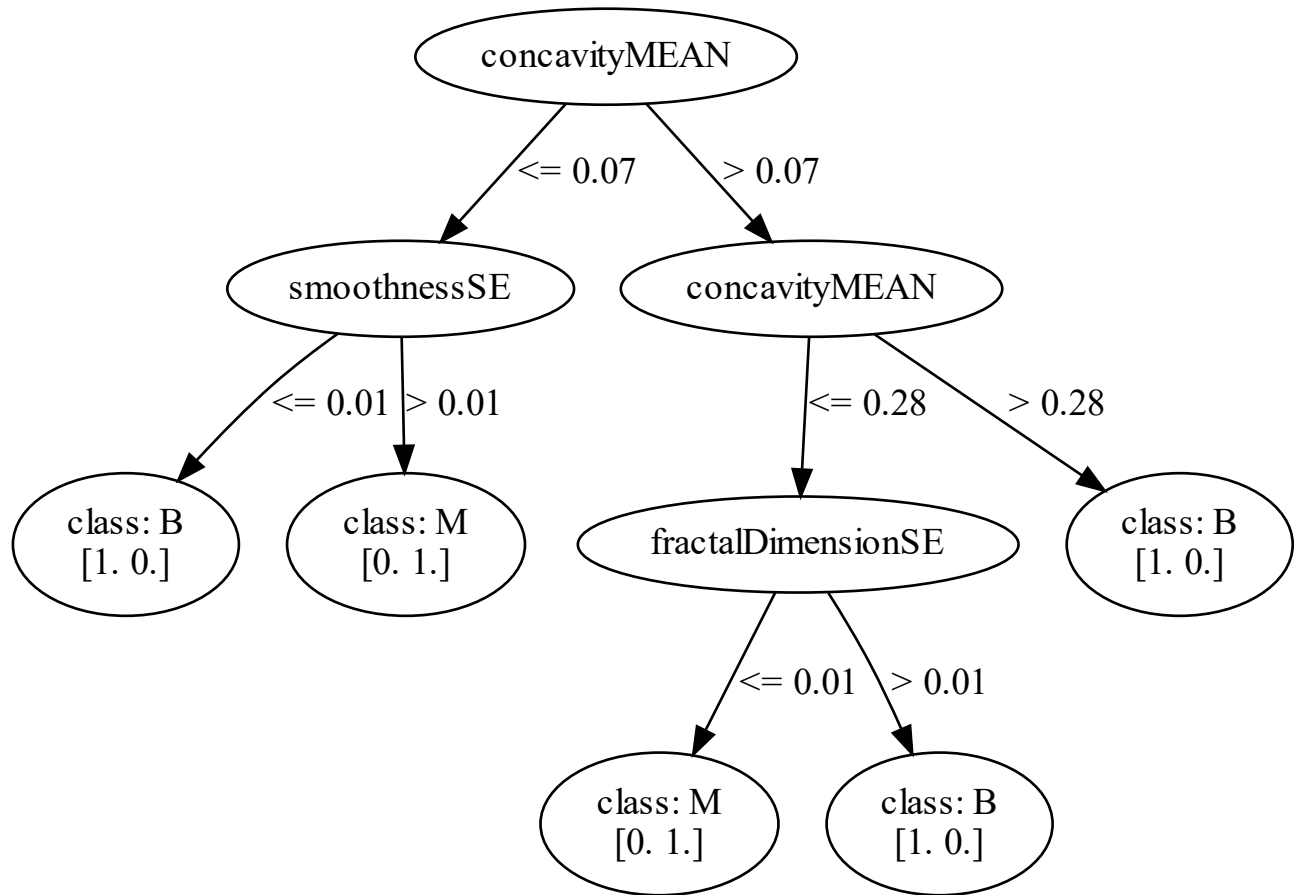 concavityMEAN
<= 0.07
> 0.07
smoothnessSE
concavityMEAN
<= 0.01
> 0.01
<= 0.28
> 0.28
class: B
[1. 0.]
class: M
[0. 1.]
fractalDimensionSE
class: B
[1. 0.]
<= 0.01
> 0.01
class: M
[0. 1.]
class: B
[1. 0.]